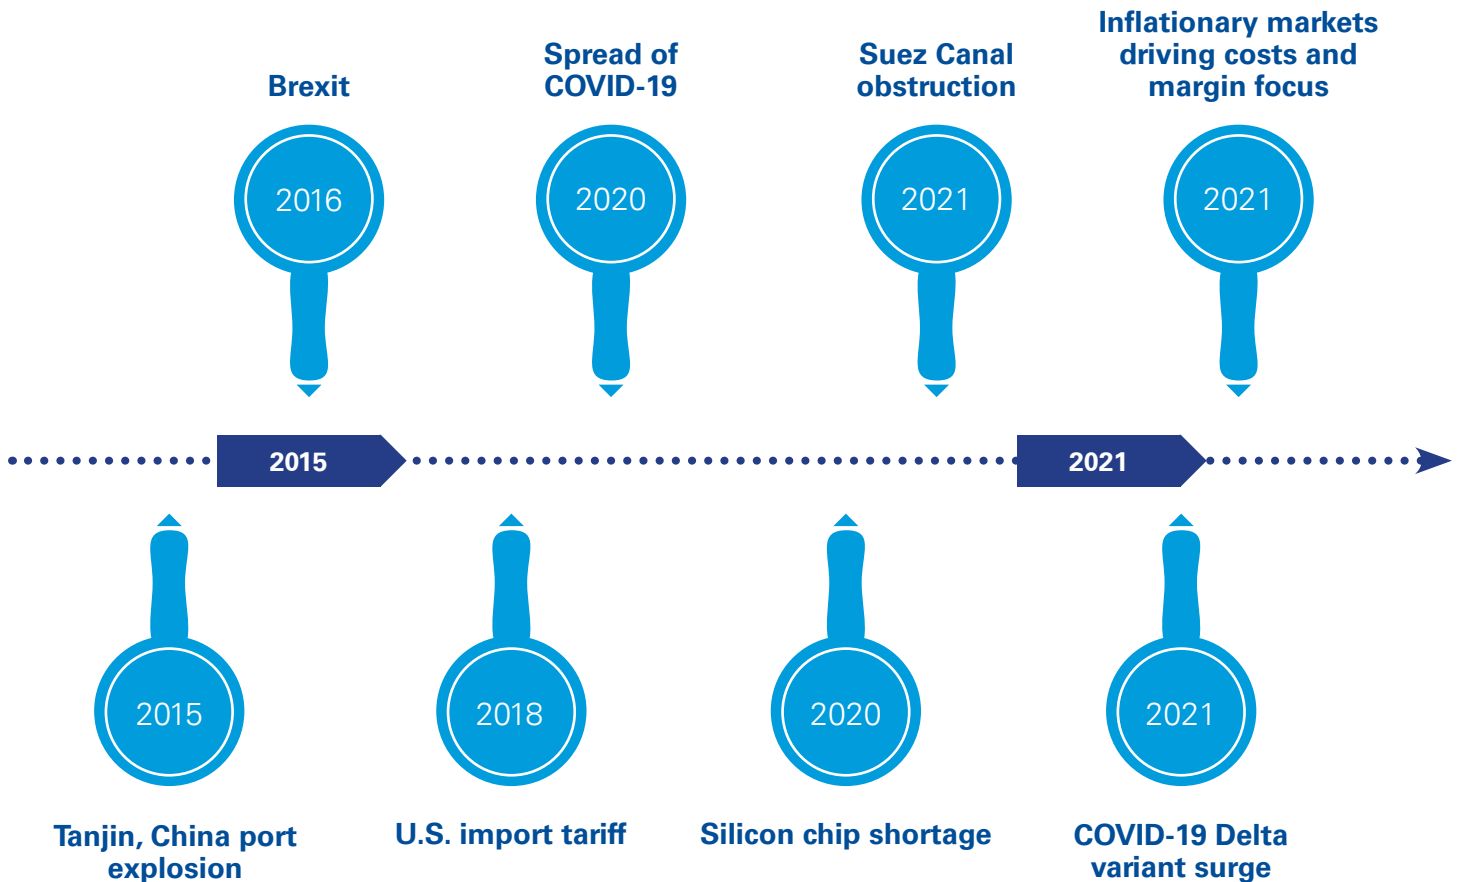 Inflationary markets
driving costs and
margin focus
Spread of
COVID-19
Suez Canal
obstruction
Brexit
2016
2020
2021
2021
2015
2021
2015
2018
2020
2021
Tanjin, China port
explosion
U.S. import tariff
Silicon chip shortage
COVID-19 Delta
variant surge